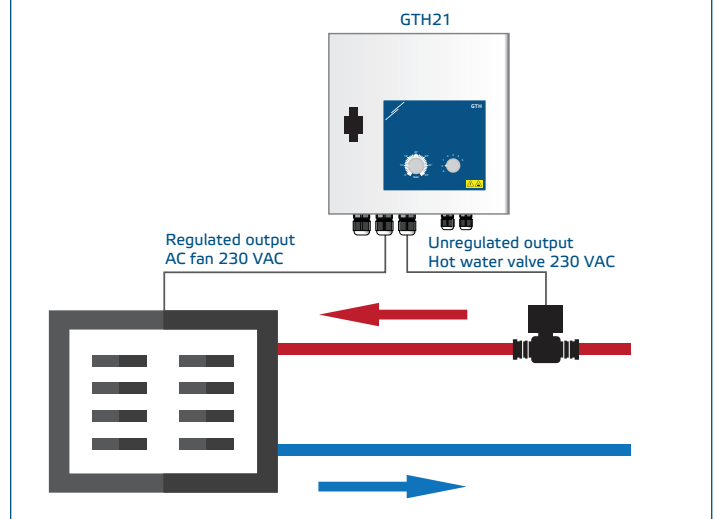 GTH21
GTH
Regulated output
AC fan 230 VAC
Unregulated output
Hot water valve 230 VAC